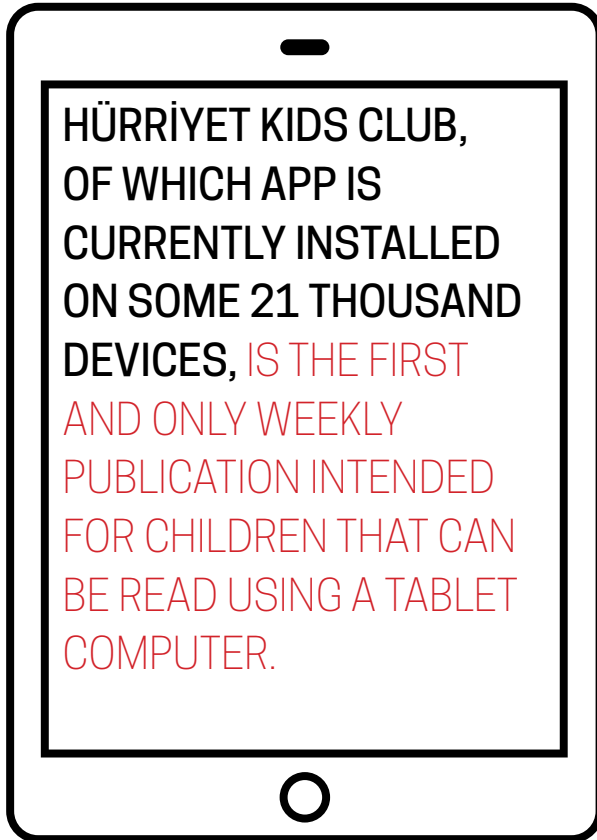 HÜRRİYET KIDS CLUB,
OF WHICH APP IS
CURRENTLY INSTALLED
ON SOME 21 THOUSAND
DEVICES, IS THE FIRST
AND ONLY WEEKLY
PUBLICATION INTENDED
FOR CHILDREN THAT CAN
BE READ USING A TABLET
COMPUTER.